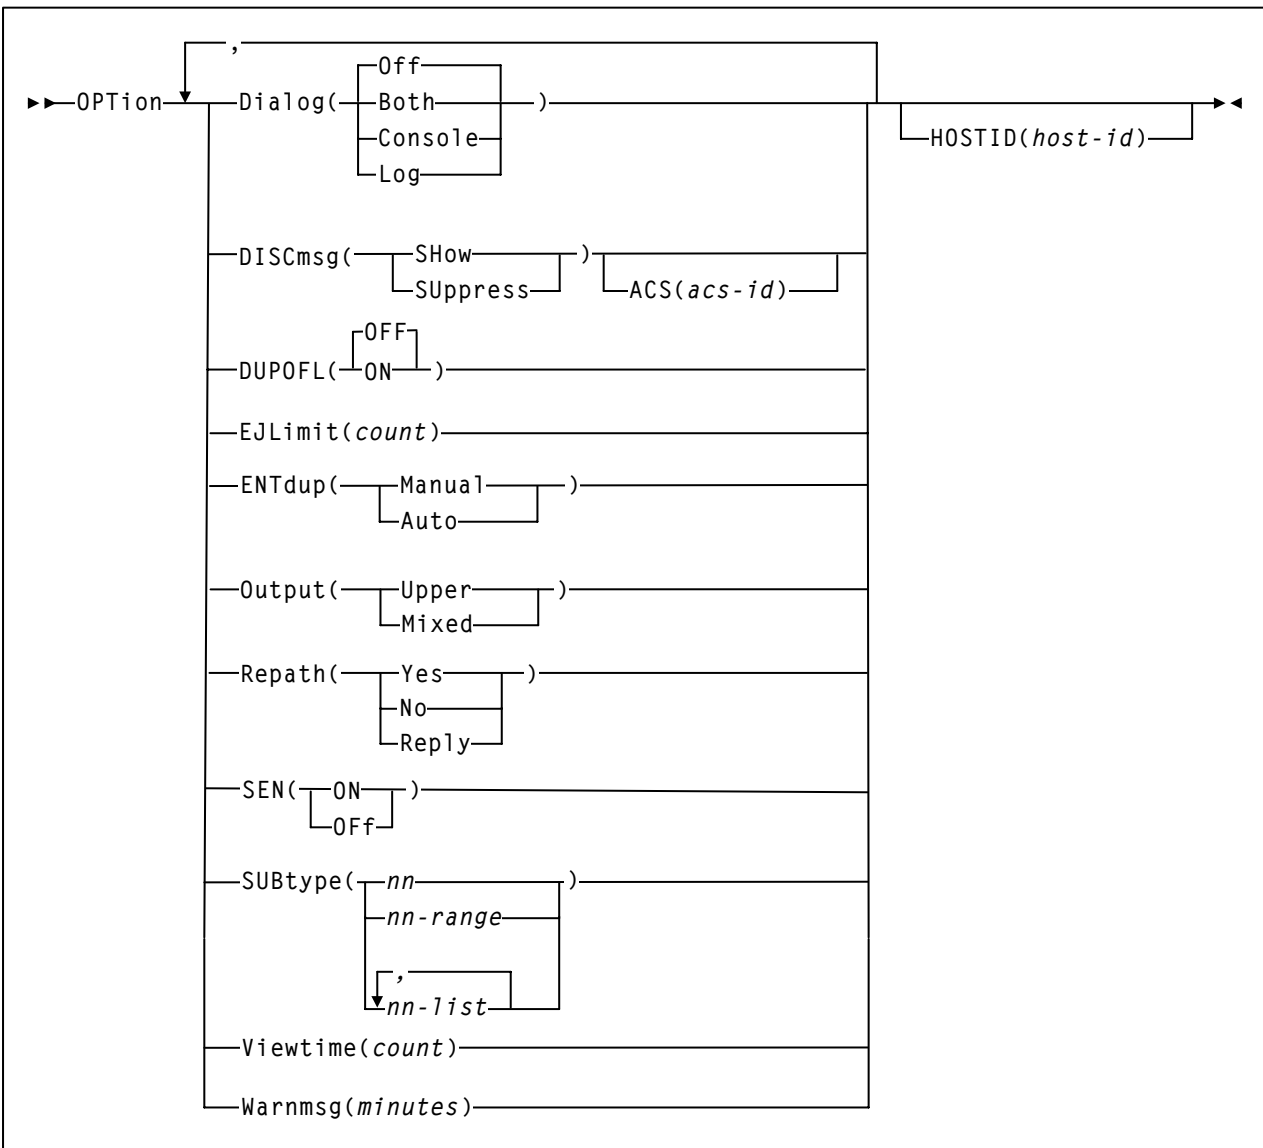 ,
Off
OPTion Dialog( Both )
Console HOSTID(host-id)
Log
DISCmsg( SHow )
SUppress ACS(acs-id)
OFF
DUPOFL( ON )
EJLimit(count)
ENTdup( Manual )
Auto
Output( Upper )
Mixed
Repath( Yes )
No
Reply
SEN( ON )
OFf
SUBtype( nn )
nn-range
,
nn-list
Viewtime(count)
Warnmsg(minutes)